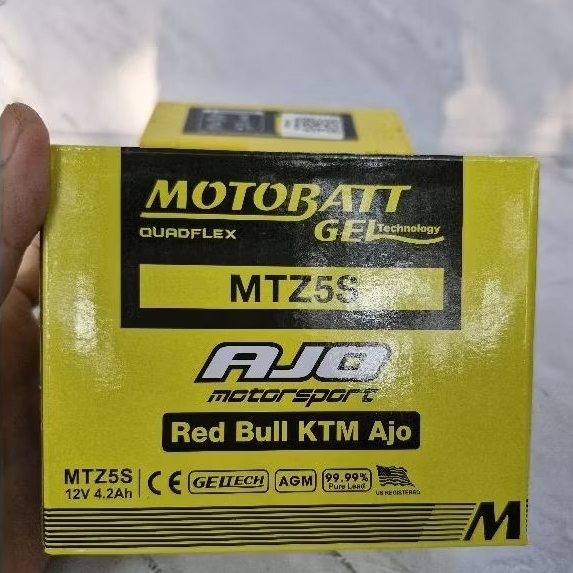 MOTOBATT
QUADFLEX GEL Technology
MTZ5S
AJO
motorsport
Red Bull KTM Ajo
MTZ5S
12V 4.2Ah
CE GELTECH AGM 99.99% Pure Lead US REGISTERED
M